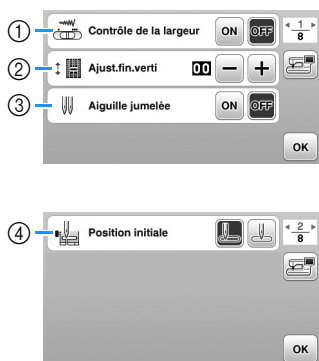 ① Contrôle de la largeur ON OFF 1
8
② Ajust.fin.verti 00 − +
③ Aiguille jumelée ON OFF
OK
④ Position initiale 2
8
OK